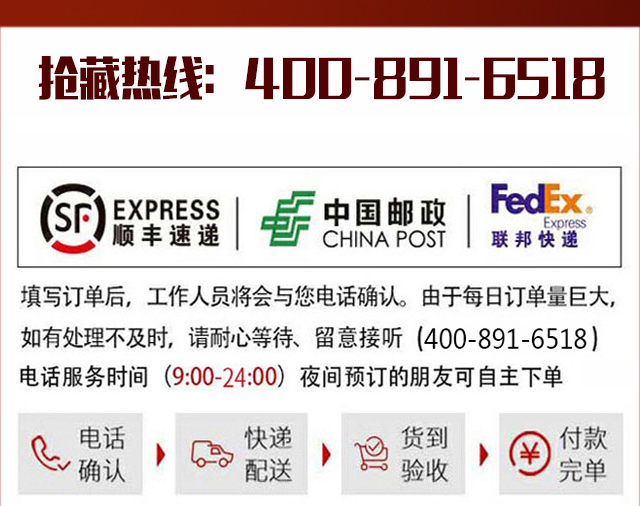 抢藏热线: 400-891-6518
SF EXPRESS 顺丰速递 中国邮政 CHINA POST FedEx® Express 联邦快递
填写订单后，工作人员将会与您电话确认。由于每日订单量巨大，
如有处理不及时，请耐心等待、留意接听 (400-891-6518)
电话服务时间（9:00-24:00）夜间预订的朋友可自主下单
电话确认 快递配送 货到验收 付款完单